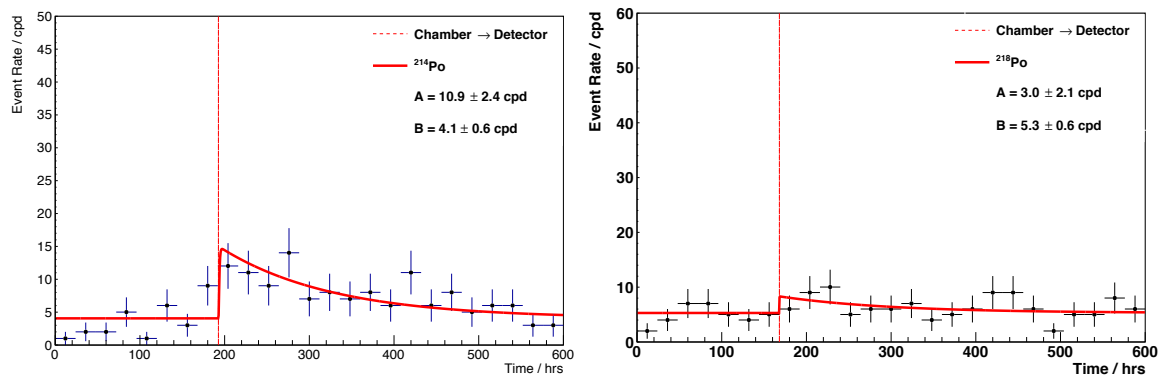 Event Rate / cpd
50
45
40
35
30
25
20
15
10
5
0
0 100 200 300 400 500 600
Time / hrs
Chamber → Detector
²¹⁴Po
A = 10.9 ± 2.4 cpd
B = 4.1 ± 0.6 cpd
Event Rate / cpd
60
50
40
30
20
10
0
0 100 200 300 400 500 600
Time / hrs
Chamber → Detector
²¹⁸Po
A = 3.0 ± 2.1 cpd
B = 5.3 ± 0.6 cpd